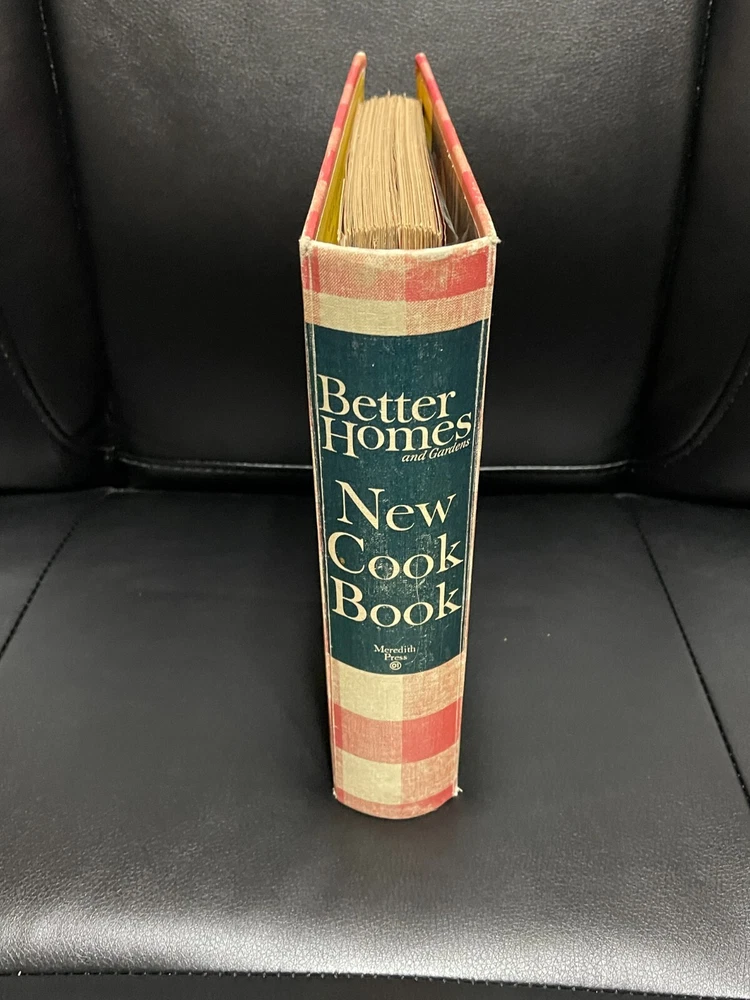 Better
Homes
and Gardens
New
Cook
Book
Meredith
Press